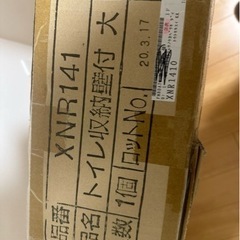 品番 XNR141
品名 トイレ収納壁付 大
数 1個 ロットNo.1
20.3.17
XNR1410